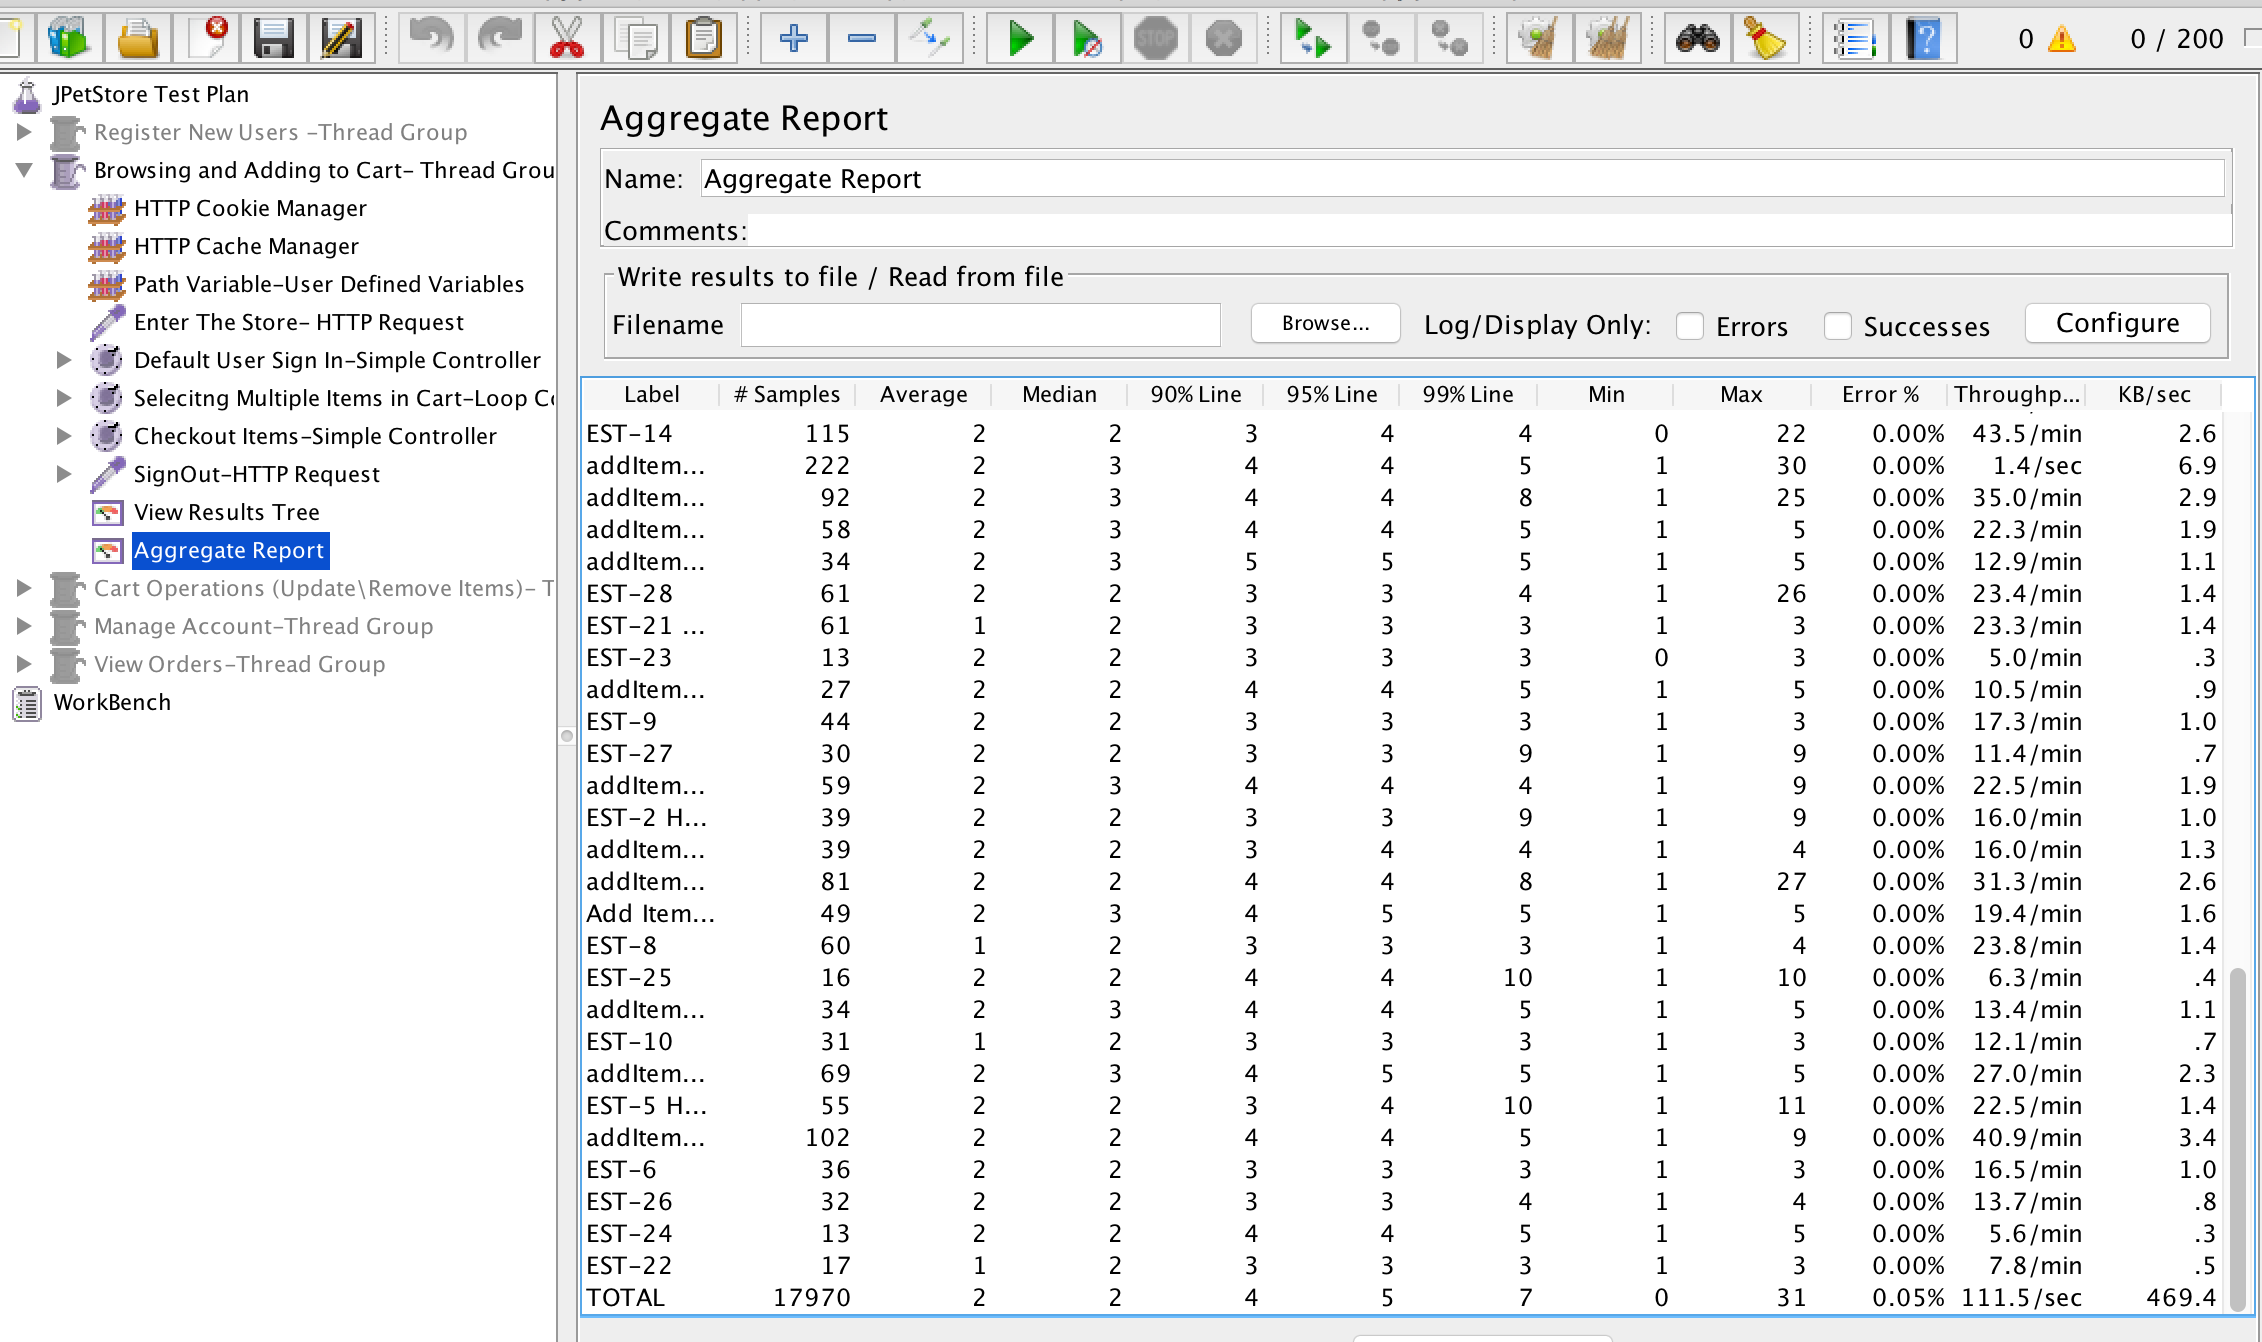 STOP
0
0 / 200
JPetStore Test Plan
Register New Users -Thread Group
Browsing and Adding to Cart- Thread Grou
HTTP Cookie Manager
HTTP Cache Manager
Path Variable-User Defined Variables
Enter The Store- HTTP Request
Default User Sign In-Simple Controller
Selecitng Multiple Items in Cart-Loop Co
Checkout Items-Simple Controller
SignOut-HTTP Request
View Results Tree
Aggregate Report
Cart Operations (Update\Remove Items)- T
Manage Account-Thread Group
View Orders-Thread Group
WorkBench
Aggregate Report
Name: Aggregate Report
Comments:
Write results to file / Read from file
Filename Browse... Log/Display Only: Errors Successes Configure
Label # Samples Average Median 90% Line 95% Line 99% Line Min Max Error % Throughp... KB/sec
EST-14 115 2 2 3 4 4 0 22 0.00% 43.5/min 2.6
addItem... 222 2 3 4 4 5 1 30 0.00% 1.4/sec 6.9
addItem... 92 2 3 4 4 8 1 25 0.00% 35.0/min 2.9
addItem... 58 2 3 4 4 5 1 5 0.00% 22.3/min 1.9
addItem... 34 2 3 5 5 5 1 5 0.00% 12.9/min 1.1
EST-28 61 2 2 3 3 4 1 26 0.00% 23.4/min 1.4
EST-21 ... 61 1 2 3 3 3 1 3 0.00% 23.3/min 1.4
EST-23 13 2 2 3 3 3 0 3 0.00% 5.0/min .3
addItem... 27 2 2 4 4 5 1 5 0.00% 10.5/min .9
EST-9 44 2 2 3 3 3 1 3 0.00% 17.3/min 1.0
EST-27 30 2 2 3 3 9 1 9 0.00% 11.4/min .7
addItem... 59 2 3 4 4 4 1 9 0.00% 22.5/min 1.9
EST-2 H... 39 2 2 3 3 9 1 9 0.00% 16.0/min 1.0
addItem... 39 2 2 3 4 4 1 4 0.00% 16.0/min 1.3
addItem... 81 2 2 4 4 8 1 27 0.00% 31.3/min 2.6
Add Item... 49 2 3 4 5 5 1 5 0.00% 19.4/min 1.6
EST-8 60 1 2 3 3 3 1 4 0.00% 23.8/min 1.4
EST-25 16 2 2 4 4 10 1 10 0.00% 6.3/min .4
addItem... 34 2 3 4 4 5 1 5 0.00% 13.4/min 1.1
EST-10 31 1 2 3 3 3 1 3 0.00% 12.1/min .7
addItem... 69 2 3 4 5 5 1 5 0.00% 27.0/min 2.3
EST-5 H... 55 2 2 3 4 10 1 11 0.00% 22.5/min 1.4
addItem... 102 2 2 4 4 5 1 9 0.00% 40.9/min 3.4
EST-6 36 2 2 3 3 3 1 3 0.00% 16.5/min 1.0
EST-26 32 2 2 3 3 4 1 4 0.00% 13.7/min .8
EST-24 13 2 2 4 4 5 1 5 0.00% 5.6/min .3
EST-22 17 1 2 3 3 3 1 3 0.00% 7.8/min .5
TOTAL 17970 2 2 4 5 7 0 31 0.05% 111.5/sec 469.4